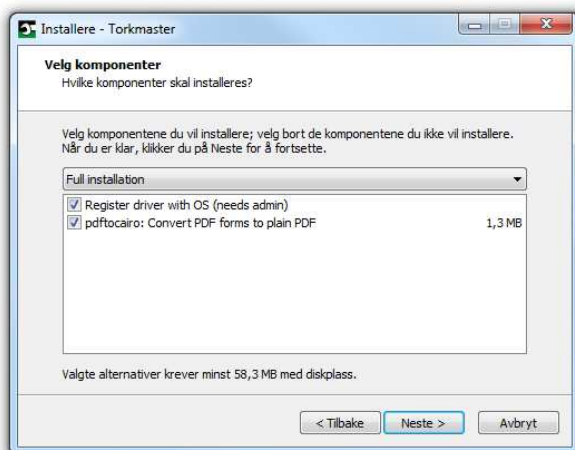 Installere - Torkmaster
Velg komponenter
Hvilke komponenter skal installeres?
Velg komponentene du vil installere; velg bort de komponentene du ikke vil installere.
Når du er klar, klikker du på Neste for å fortsette.
Full installation
Register driver with OS (needs admin)
pdftocairo: Convert PDF forms to plain PDF 1,3 MB
Valgte alternativer krever minst 58,3 MB med diskplass.
< Tilbake Neste > Avbryt